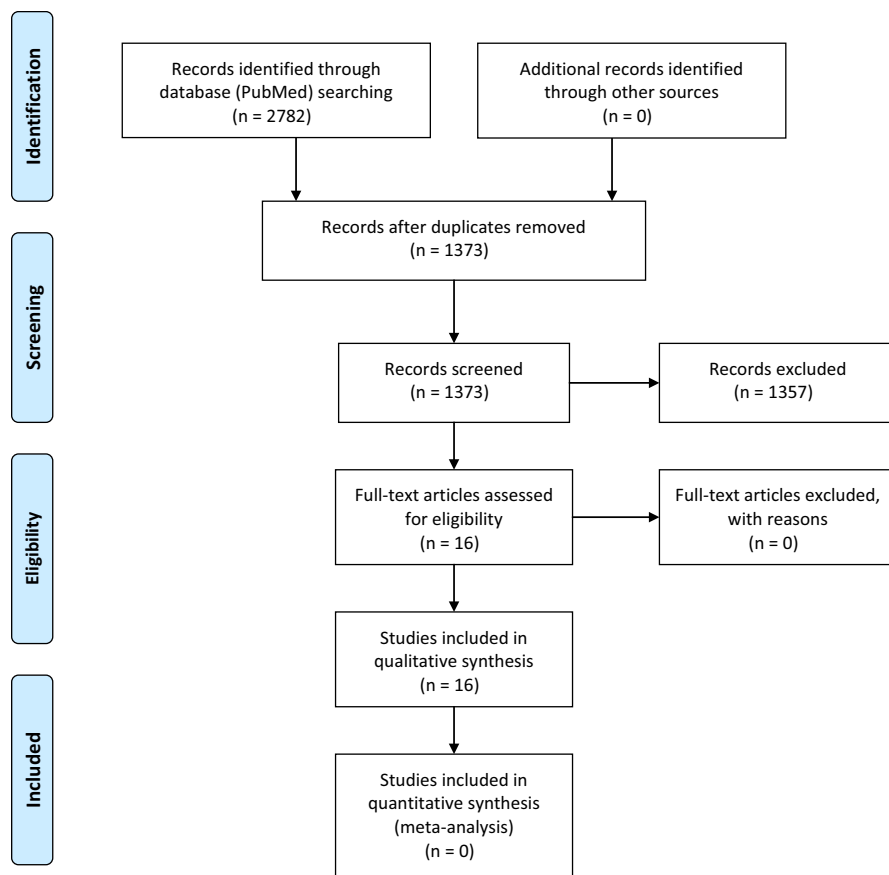 Identification
Records identified through
database (PubMed) searching
(n = 2782)
Additional records identified
through other sources
(n = 0)
Records after duplicates removed
(n = 1373)
Screening
Records screened
(n = 1373)
Records excluded
(n = 1357)
Eligibility
Full-text articles assessed
for eligibility
(n = 16)
Full-text articles excluded,
with reasons
(n = 0)
Studies included in
qualitative synthesis
(n = 16)
Included
Studies included in
quantitative synthesis
(meta-analysis)
(n = 0)